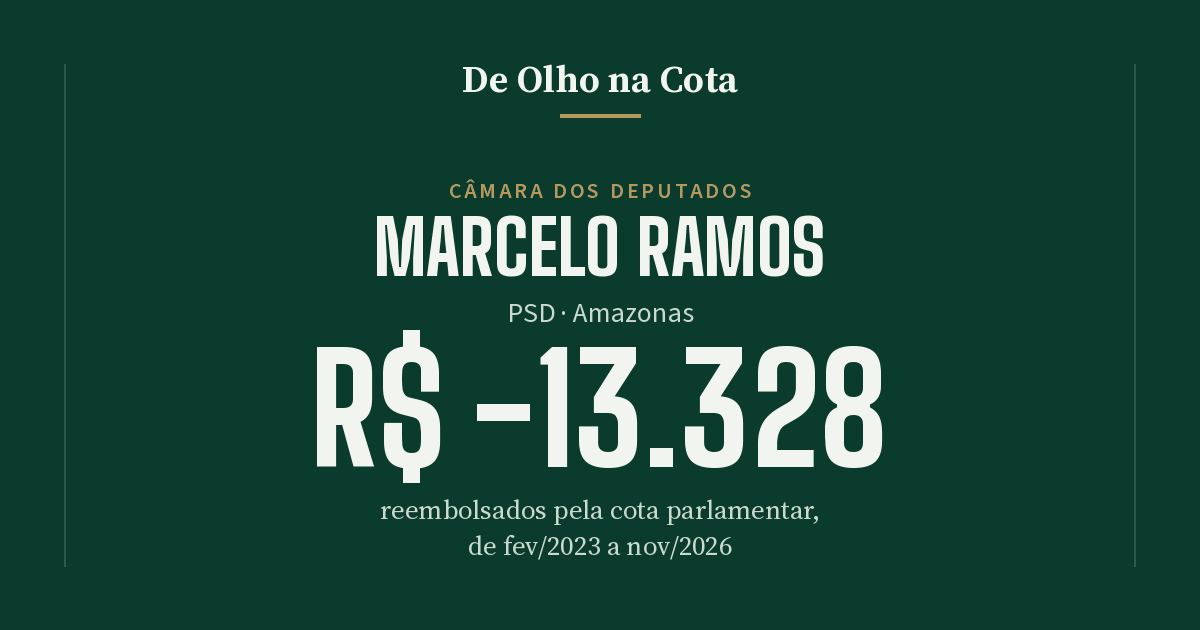 De Olho na Cota
CÂMARA DOS DEPUTADOS
MARCELO RAMOS
PSD · Amazonas
R$ −13.328
reembolsados pela cota parlamentar,
de fev/2023 a nov/2026